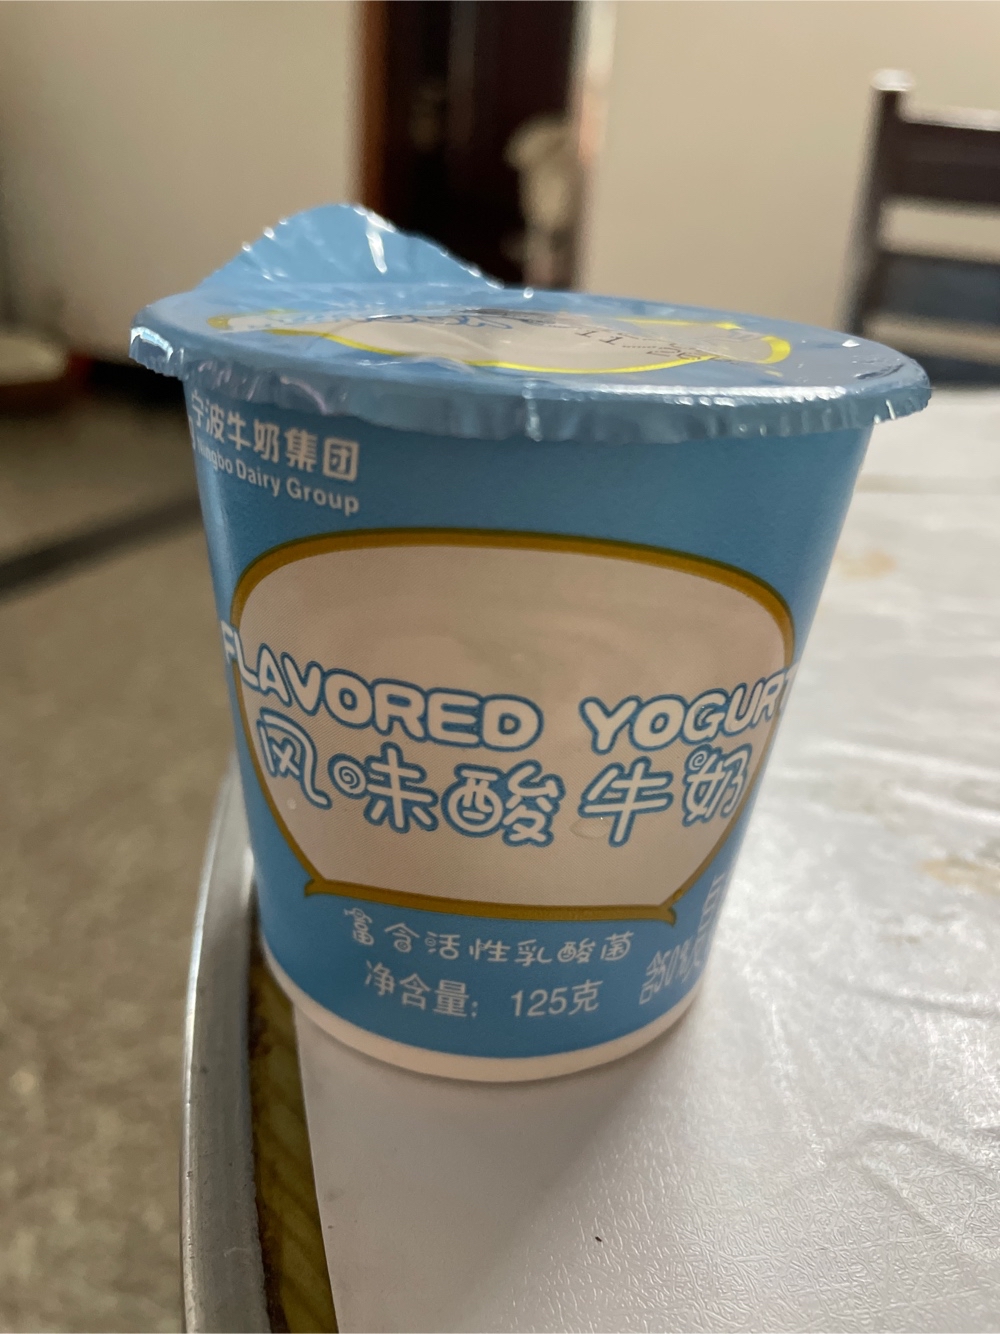 宁波牛奶集团
Ningbo Dairy Group
FLAVORED YOGURT
风味酸牛奶
富含活性乳酸菌
净含量：125克